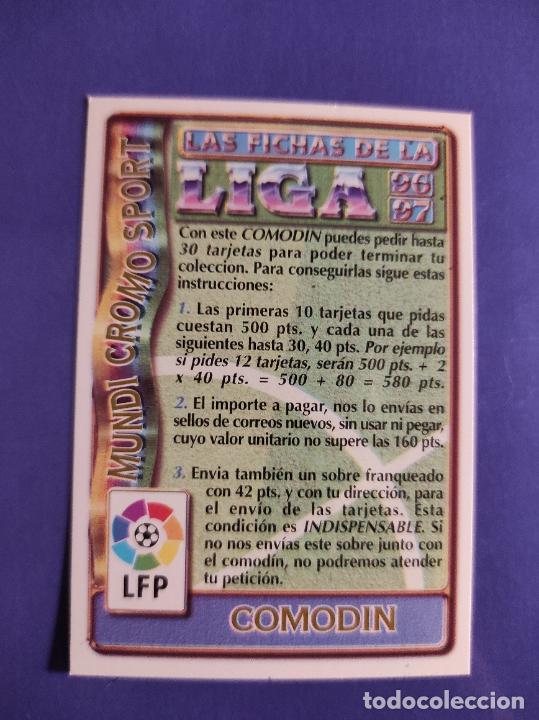 LAS FICHAS DE LA
LIGA 96
97
MUNDI CROMO SPORT
Con este COMODIN puedes pedir hasta
30 tarjetas para poder terminar tu
coleccion. Para conseguirlas sigue estas
instrucciones:
1. Las primeras 10 tarjetas que pidas
cuestan 500 pts. y cada una de las
siguientes hasta 30, 40 pts. Por ejemplo
si pides 12 tarjetas, serán 500 pts. + 2
x 40 pts. = 500 + 80 = 580 pts.
2. El importe a pagar, nos lo envías en
sellos de correos nuevos, sin usar ni pegar,
cuyo valor unitario no supere las 160 pts.
3. Envia también un sobre franqueado
con 42 pts. y con tu dirección, para
el envío de las tarjetas. Esta
condición es INDISPENSABLE. Si
no nos envías este sobre junto con
el comodín, no podremos atender
tu petición.
LFP
COMODIN
todocoleccion.net